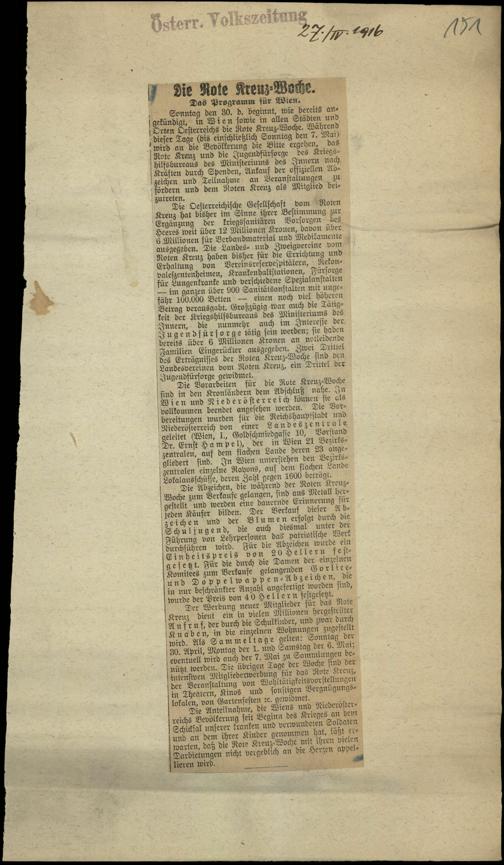 Österr. Volkszeitung
27./IV. 1916
151
Die Rote Kreuz-Woche.
Das Programm für Wien.
Sonntag den 30. d. beginnt, wie bereits an-
gekündigt, in Wien sowie in allen Städten und
Orten Oesterreichs die Rote Kreuz-Woche. Während
dieser Tage (bis einschließlich Sonntag den 7. Mai)
wird an die Bevölkerung die Bitte ergehen, das
Rote Kreuz und die Jugendfürsorge des Kriegs-
hilfsbureaus des Ministeriums des Innern nach
Kräften durch Spenden, Ankauf der offiziellen Ab-
zeichen und Teilnahme an Veranstaltungen zu
fördern und dem Roten Kreuz als Mitglied bei-
zutreten.
Die Oesterreichische Gesellschaft vom Roten
Kreuz hat bisher im Sinne ihrer Bestimmung zur
Ergänzung der kriegssanitären Vorsorgen des
Heeres weit über 12 Millionen Kronen, davon über
6 Millionen für Verbandmaterial und Medikamente
ausgegeben. Die Landes- und Zweigvereine vom
Roten Kreuz haben bisher für die Errichtung und
Erhaltung von Vereinsreservespitälern, Rekon-
valeszentenheimen, Krankenhaltstationen, Fürsorge
für Lungenkranke und verschiedene Spezialanstalten
— im ganzen über 900 Sanitätsanstalten mit unge-
fähr 100.000 Betten — einen noch viel höheren
Betrag verausgabt. Großzügig war auch die Tätig-
keit der Kriegshilfsbureaus des Ministeriums des
Innern, die nunmehr auch im Interesse der
Jugendfürsorge tätig sein werden; sie haben
bereits über 6 Millionen Kronen an notleidende
Familien Eingerückter ausgegeben. Zwei Drittel
des Erträgnisses der Roten Kreuz-Woche sind den
Landesvereinen vom Roten Kreuz, ein Drittel der
Jugendfürsorge gewidmet.
Die Vorarbeiten für die Rote Kreuz-Woche
sind in den Kronländern dem Abschluß nahe. In
Wien und Niederösterreich können sie als
vollkommen beendet angesehen werden. Die Vor-
bereitungen wurden für die Reichshauptstadt und
Niederösterreich von einer Landeszentrale
geleitet (Wien, I., Goldschmiedgasse 10, Vorstand
Dr. Ernst Hampel), der in Wien 21 Bezirks-
zentralen, auf dem flachen Lande deren 23 ange-
gliedert sind. In Wien unterstehen den Bezirks-
zentralen einzelne Rayons, auf dem flachen Lande
Lokalausschüsse, deren Zahl gegen 1600 beträgt.
Die Abzeichen, die während der Roten Kreuz-
Woche zum Verkaufe gelangen, sind aus Metall her-
gestellt und werden eine dauernde Erinnerung für
jeden Käufer bilden. Der Verkauf dieser Ab-
zeichen und der Blumen erfolgt durch die
Schuljugend, die auch diesmal unter der
Führung von Lehrpersonen das patriotische Werk
durchführen wird. Für die Abzeichen wurde ein
Einheitspreis von 20 Hellern fest-
gesetzt. Für die durch die Damen der einzelnen
Komitees zum Verkaufe gelangenden Gorlice-
und Doppelwappen-Abzeichen, die
in nur beschränkter Anzahl angefertigt worden sind,
wurde der Preis von 40 Hellern festgesetzt.
Der Werbung neuer Mitglieder für das Rote
Kreuz dient ein in vielen Millionen hergestellter
Aufruf, der durch die Schulkinder, und zwar durch
Knaben, in die einzelnen Wohnungen zugestellt
wird. Als Sammeltage gelten: Sonntag der
30. April, Montag der 1. und Samstag der 6. Mai;
eventuell wird auch der 7. Mai zu Sammlungen be-
nützt werden. Die übrigen Tage der Woche sind der
intensiven Mitgliederwerbung für das Rote Kreuz,
der Veranstaltung von Wohltätigkeitsvorstellungen
in Theatern, Kinos und sonstigen Vergnügungs-
lokalen, von Gartenfesten 2c. gewidmet.
Die Anteilnahme, die Wiens und Niederöster-
reichs Bevölkerung seit Beginn des Krieges an dem
Schicksal unserer kranken und verwundeten Soldaten
und an dem ihrer Kinder genommen hat, läßt er-
warten, daß die Rote Kreuz-Woche mit ihren vielen
Darbietungen nicht vergeblich an die Herzen appel-
lieren wird.